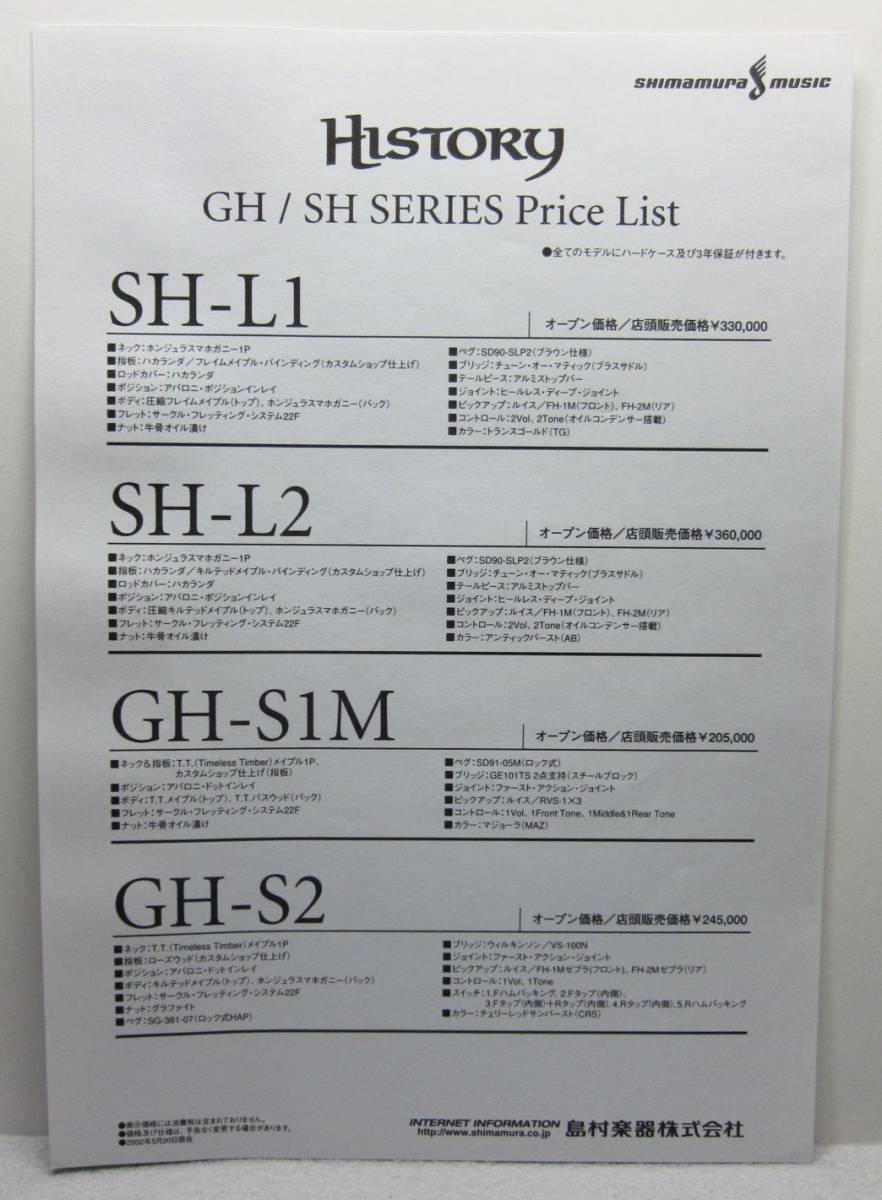 SHIMAMURA MUSIC
HISTORY
GH / SH SERIES Price List
●全てのモデルにハードケース及び3年保証が付きます。
SH-L1
オープン価格／店頭販売価格¥330,000
■ネック：ホンジュラスマホガニー1P
■指板：ハカランダ／フレイムメイプル・バインディング（カスタムショップ仕上げ）
■ロッドカバー：ハカランダ
■ポジション：アバロニ・ポジションインレイ
■ボディ：圧縮フレイムメイプル（トップ）、ホンジュラスマホガニー（バック）
■フレット：サークル・フレッティング・システム22F
■ナット：牛骨オイル漬け
■ペグ：SD90-SLP2（ブラウン仕様）
■ブリッジ：チューン・オー・マティック（ブラスサドル）
■テールピース：アルミストップバー
■ジョイント：ヒールレス・ディープ・ジョイント
■ピックアップ：ルイス／FH-1M（フロント）、FH-2M（リア）
■コントロール：2Vol、2Tone（オイルコンデンサー搭載）
■カラー：トランスゴールド（TG）
SH-L2
オープン価格／店頭販売価格¥360,000
■ネック：ホンジュラスマホガニー1P
■指板：ハカランダ／キルテッドメイプル・バインディング（カスタムショップ仕上げ）
■ロッドカバー：ハカランダ
■ポジション：アバロニ・ポジションインレイ
■ボディ：圧縮キルテッドメイプル（トップ）、ホンジュラスマホガニー（バック）
■フレット：サークル・フレッティング・システム22F
■ナット：牛骨オイル漬け
■ペグ：SD90-SLP2（ブラウン仕様）
■ブリッジ：チューン・オー・マティック（ブラスサドル）
■テールピース：アルミストップバー
■ジョイント：ヒールレス・ディープ・ジョイント
■ピックアップ：ルイス／FH-1M（フロント）、FH-2M（リア）
■コントロール：2Vol、2Tone（オイルコンデンサー搭載）
■カラー：アンティックバースト（AB）
GH-S1M
オープン価格／店頭販売価格¥205,000
■ネック&指板：T.T.（Timeless Timber）メイプル1P、
カスタムショップ仕上げ（指板）
■ポジション：アバロニ・ドットインレイ
■ボディ：T.T.メイプル（トップ）、T.T.バスウッド（バック）
■フレット：サークル・フレッティング・システム22F
■ナット：牛骨オイル漬け
■ペグ：SD91-05M（ロック式）
■ブリッジ：GE101TS 2点支持（スチールブロック）
■ジョイント：ファースト・アクション・ジョイント
■ピックアップ：ルイス／RVS-1×3
■コントロール：1Vol、1Front Tone、1Middle&1Rear Tone
■カラー：マジョーラ（MAZ）
GH-S2
オープン価格／店頭販売価格¥245,000
■ネック：T.T.（Timeless Timber）メイプル1P
■指板：ローズウッド（カスタムショップ仕上げ）
■ポジション：アバロニ・ドットインレイ
■ボディ：キルテッドメイプル（トップ）、ホンジュラスマホガニー（バック）
■フレット：サークル・フレッティング・システム22F
■ナット：グラファイト
■ペグ：SG-381-07（ロック式HAP）
■ブリッジ：ウィルキンソン／VS-100N
■ジョイント：ファースト・アクション・ジョイント
■ピックアップ：ルイス／FH-1Mゼブラ（フロント）、FH-2Mゼブラ（リア）
■コントロール：1Vol、1Tone
■スイッチ：1.Fハムバッキング、2.Fタップ（内側）、
3.Fタップ（内側）＋Rタップ（内側）、4.Rタップ（内側）、5.Rハムバッキング
■カラー：チェリーレッドサンバースト（CRS）
●表示価格には消費税は含まれておりません。
●価格及び仕様は、予告なく変更する場合があります。
●2002年5月20日現在
INTERNET INFORMATION
http://www.shimamura.co.jp
島村楽器株式会社